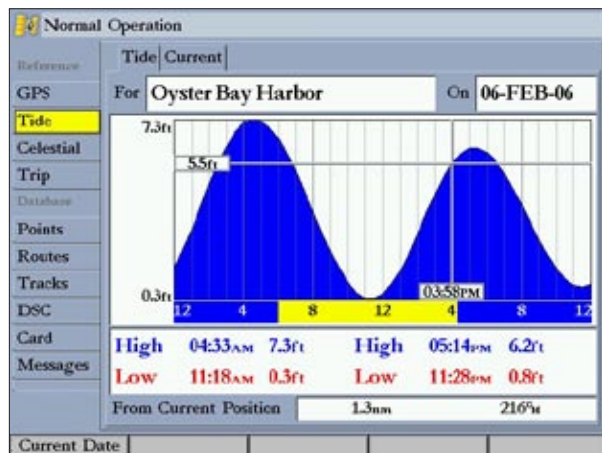 Normal Operation
Reference
GPS
Tide
Celestial
Trip
Database
Points
Routes
Tracks
DSC
Card
Messages
Tide Current
For Oyster Bay Harbor On 06-FEB-06
7.3ft
5.5ft
0.3ft
03:58PM
12 4 8 12 4 8 12
High 04:33AM 7.3ft High 05:14PM 6.2ft
Low 11:18AM 0.3ft Low 11:28PM 0.8ft
From Current Position 1.3nm 216°M
Current Date